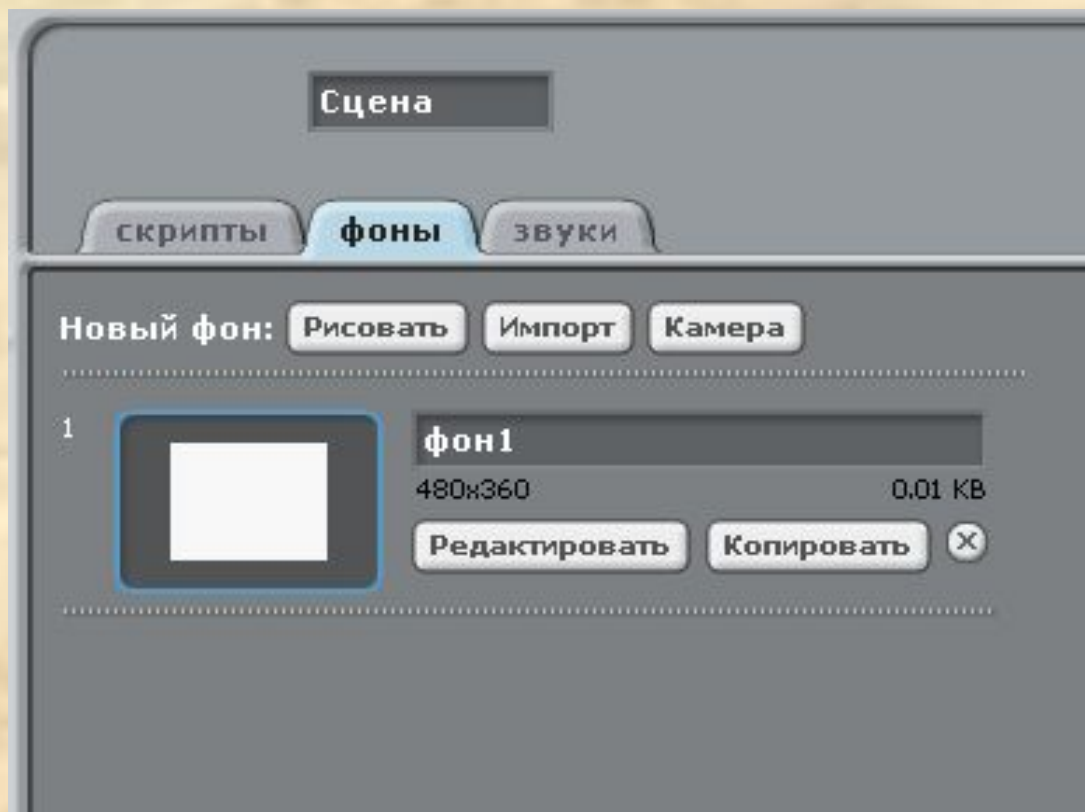 Сцена
скрипты фоны звуки
Новый фон: Рисовать Импорт Камера
1 фон1
480x360 0,01 KB
Редактировать Копировать